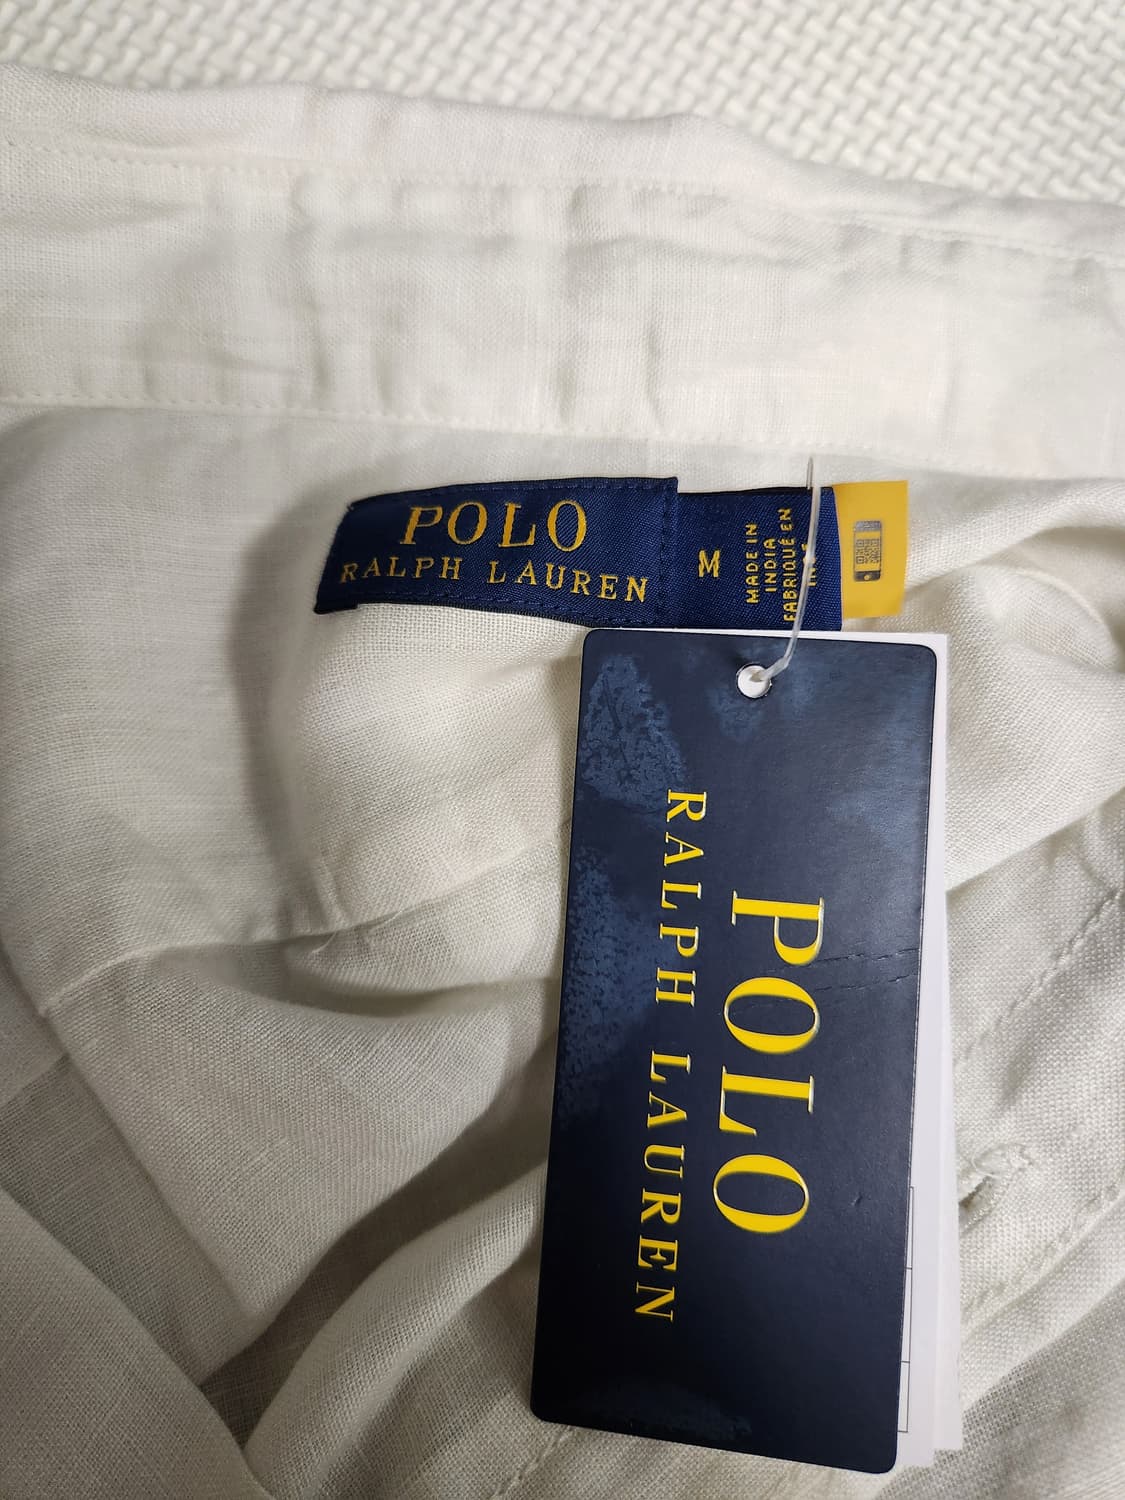 POLO
RALPH LAUREN
M
MADE IN
INDIA
FABRIQUÉ EN
POLO
RALPH LAUREN